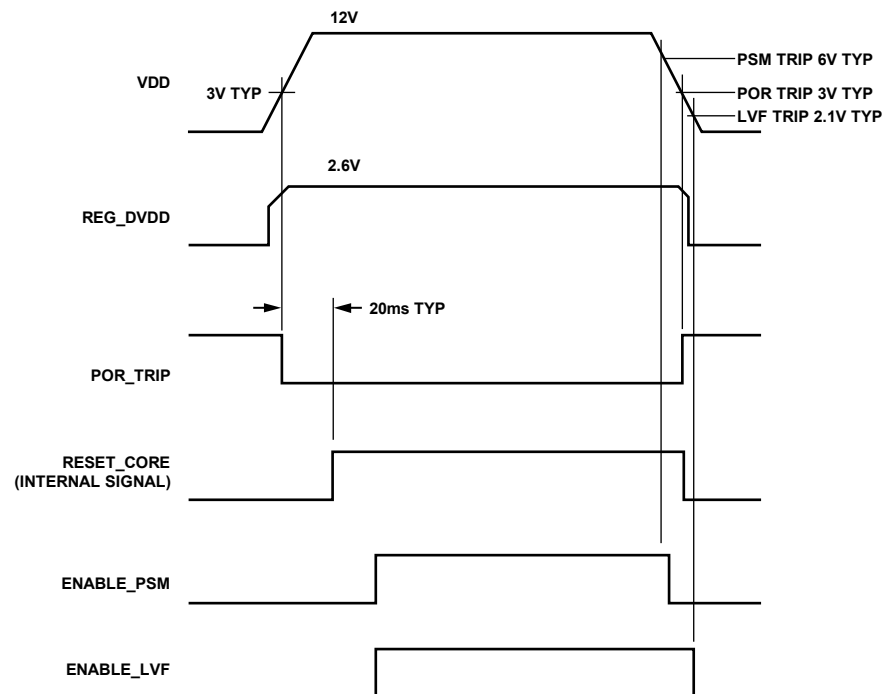 12V
PSM TRIP 6V TYP
VDD
3V TYP
POR TRIP 3V TYP
LVF TRIP 2.1V TYP
2.6V
REG_DVDD
20ms TYP
POR_TRIP
RESET_CORE
(INTERNAL SIGNAL)
ENABLE_PSM
ENABLE_LVF